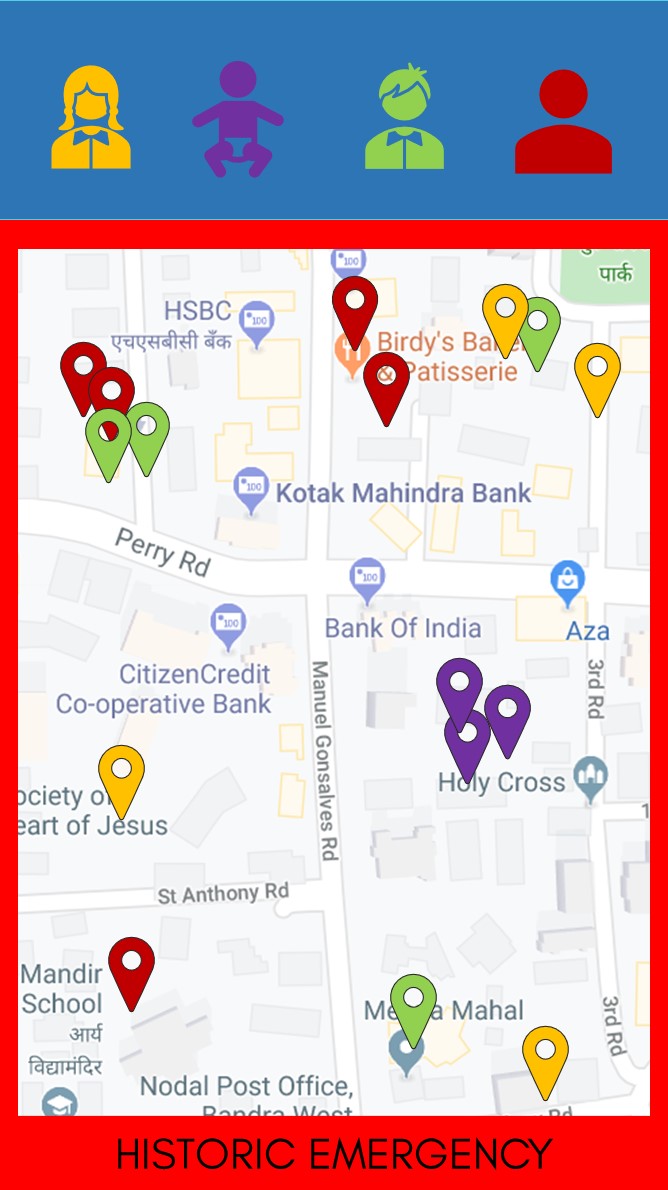 पार्क
HSBC
एचएसबीसी बैंक
Birdy's
& Patisserie
Kotak Mahindra Bank
Perry Rd
Bank Of India
Aza
CitizenCredit
Co-operative Bank
Manuel Gonsalves Rd
3rd Rd
Holy Cross
ociety of
eart of Jesus
St Anthony Rd
Mandir
School
आर्य
विद्यामंदिर
Mahal
3rd Rd
Nodal Post Office,
Bandra West
Rd
HISTORIC EMERGENCY